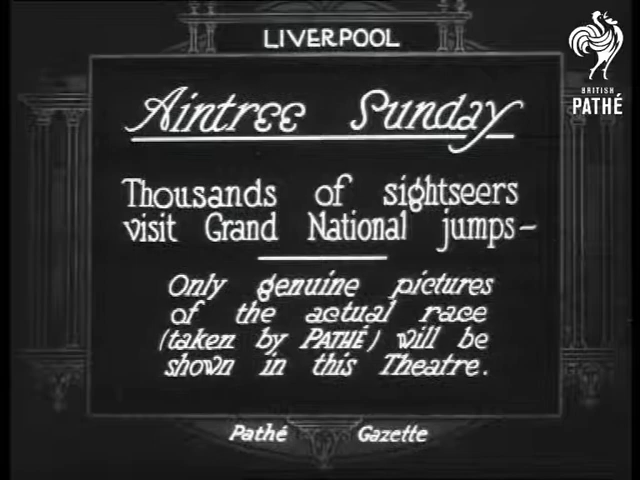 LIVERPOOL
BRITISH
PATHÉ
Aintree Sunday
Thousands of sightseers
visit Grand National jumps-
Only genuine pictures
of the actual race
(taken by PATHÉ) will be
shown in this Theatre.
Pathé Gazette